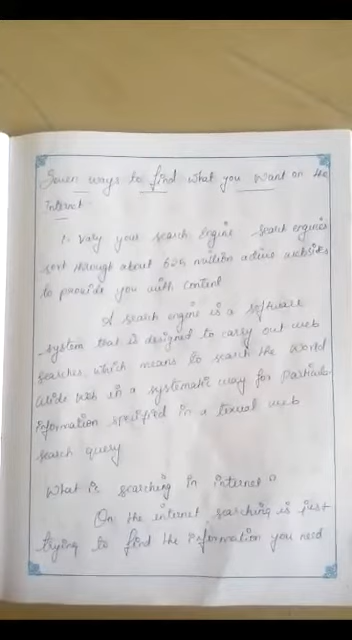 Seven ways to find what you want on the
internet
1. Vary your search engine search engines
sort through about 625 million active websites
to provide you with content
A search engine is a software
system that is designed to carry out web
searches which means to search the world
wide web in a systematic way for particular
information specified in a texual web
search query
What is searching in internet?
On the internet searching is just
trying to find the information you need